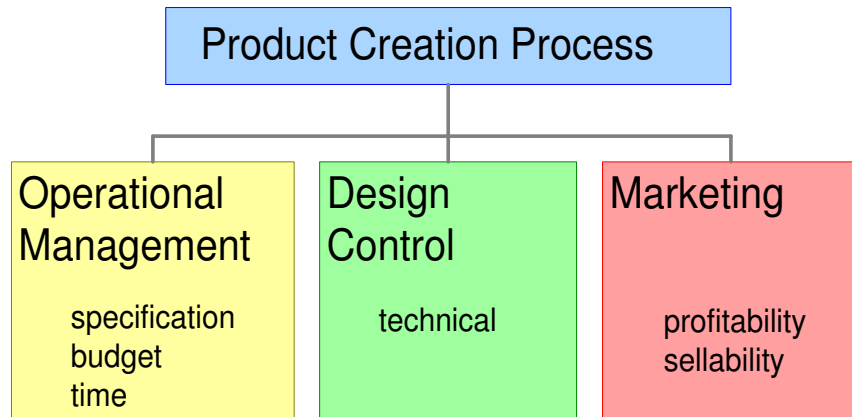 Product Creation Process
Operational
Management
specification
budget
time
Design
Control
technical
Marketing
profitability
sellability